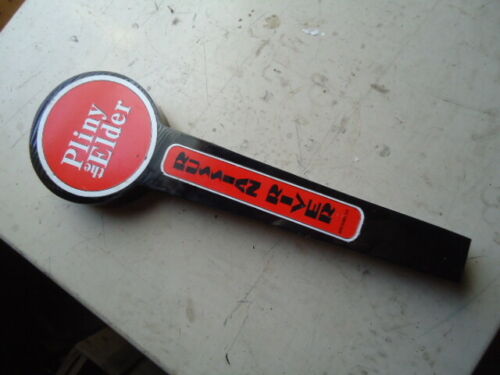 Pliny
the Elder
RUSSIAN RIVER